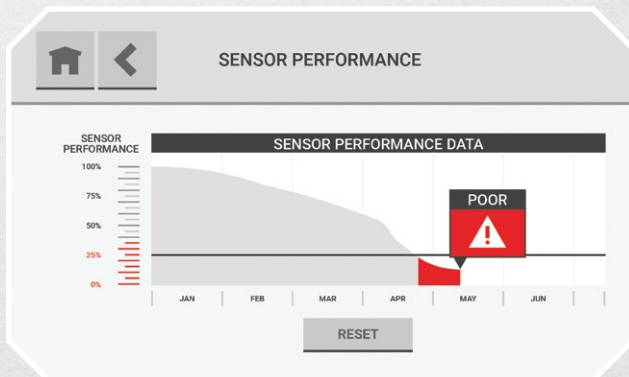 SENSOR PERFORMANCE
SENSOR
PERFORMANCE
SENSOR PERFORMANCE DATA
100%
75%
50%
25%
0%
POOR
JAN FEB MAR APR MAY JUN
RESET